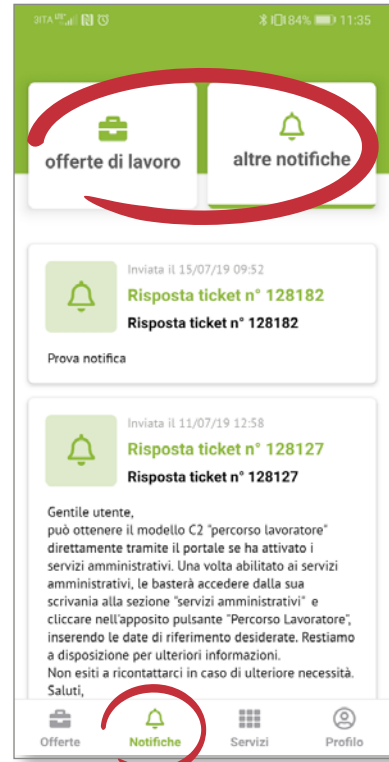 3ITA 84% 11:35
offerte di lavoro
altre notifiche
Inviata il 15/07/19 09:52
Risposta ticket n° 128182
Risposta ticket n° 128182
Prova notifica
Inviata il 11/07/19 12:58
Risposta ticket n° 128127
Risposta ticket n° 128127
Gentile utente,
può ottenere il modello C2 "percorso lavoratore"
direttamente tramite il portale se ha attivato i
servizi amministrativi. Una volta abilitato ai servizi
amministrativi, le basterà accedere dalla sua
scrivania alla sezione "servizi amministrativi" e
cliccare nell'apposito pulsante "Percorso Lavoratore",
inserendo le date di riferimento desiderate. Restiamo
a disposizione per ulteriori informazioni.
Non esiti a ricontattarci in caso di ulteriore necessità.
Saluti,
Offerte Notifiche Servizi Profilo